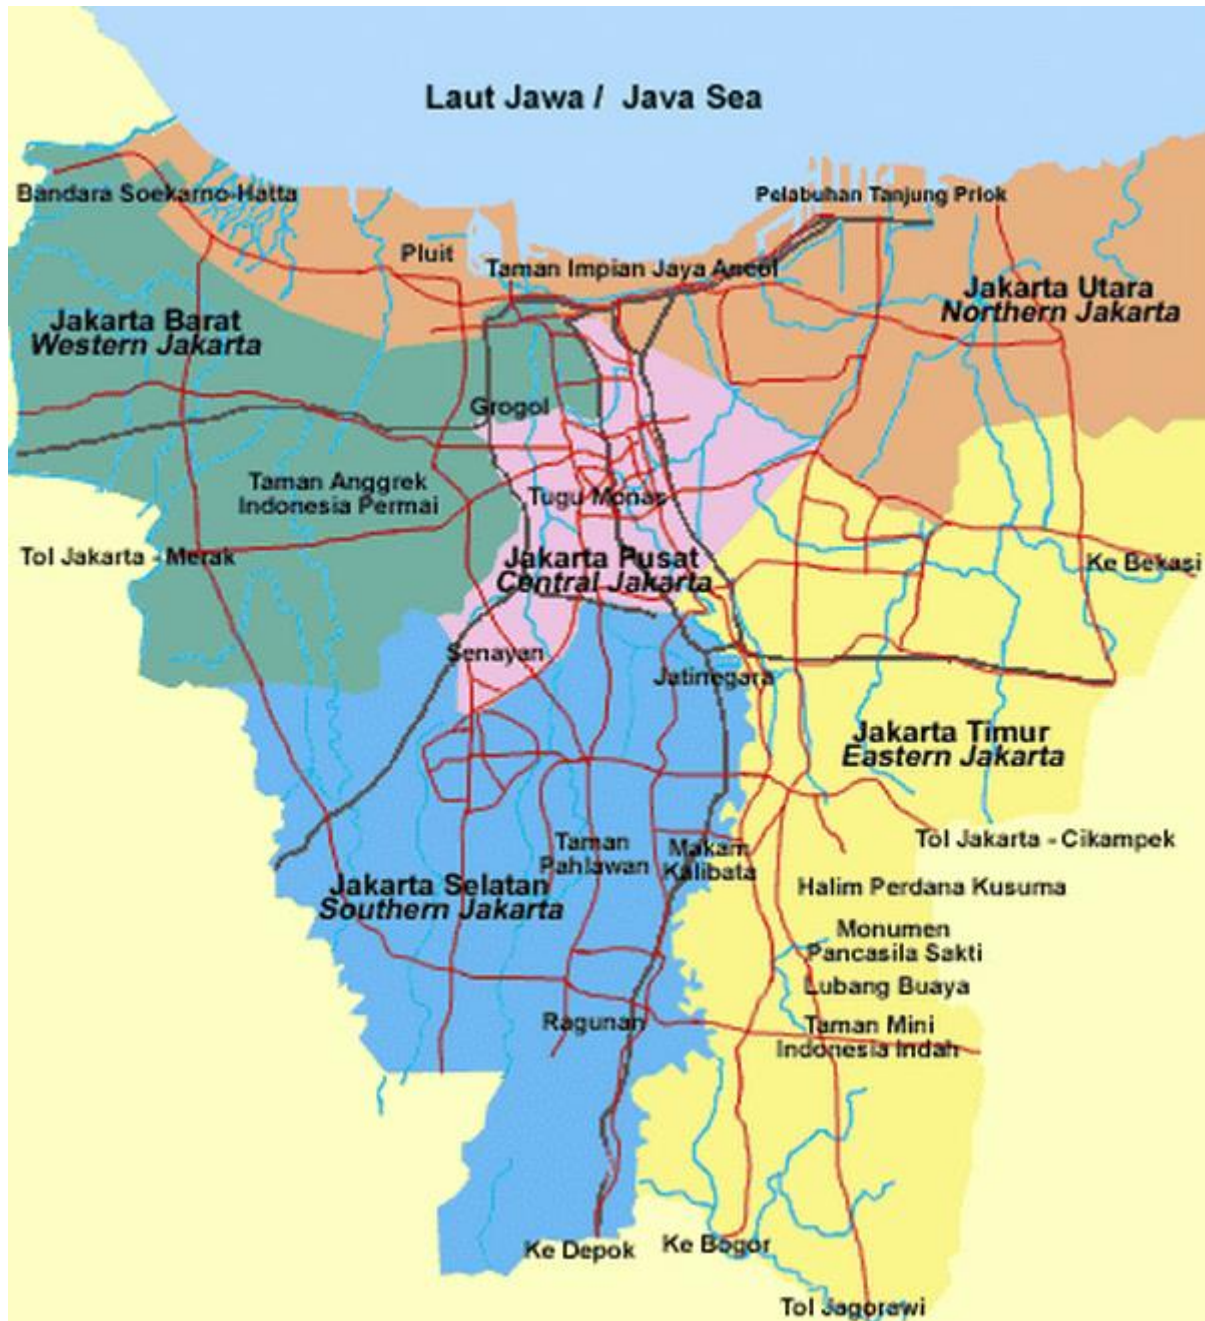 Laut Jawa / Java Sea
Bandara Soekarno-Hatta
Pelabuhan Tanjung Priok
Pluit
Taman Impian Jaya Ancol
Jakarta Utara
Northern Jakarta
Jakarta Barat
Western Jakarta
Grogol
Taman Anggrek
Indonesia Permai
Tugu Monas
Tol Jakarta - Merak
Jakarta Pusat
Central Jakarta
Ke Bekasi
Senayan
Jatinegara
Jakarta Timur
Eastern Jakarta
Tol Jakarta - Cikampek
Taman
Pahlawan
Makam
Kalibata
Jakarta Selatan
Southern Jakarta
Halim Perdana Kusuma
Monumen
Pancasila Sakti
Lubang Buaya
Ragunan
Taman Mini
Indonesia Indah
Ke Depok
Ke Bogor
Tol Jagorawi